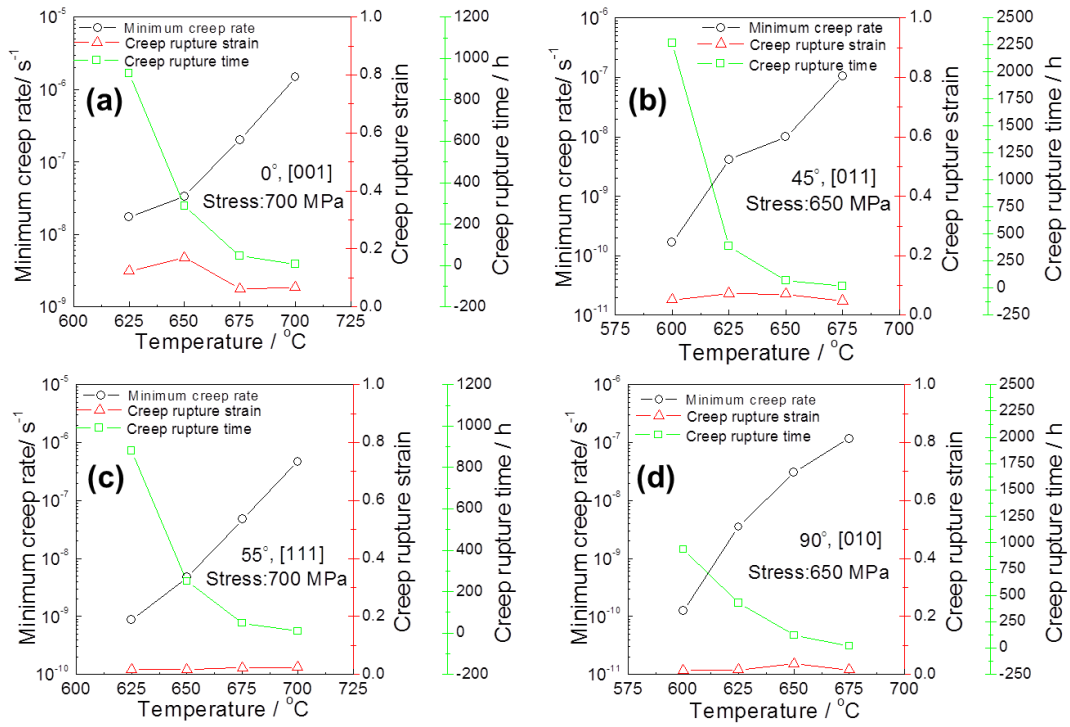 Minimum creep rate/ s⁻¹
10⁻⁵
10⁻⁶
10⁻⁷
10⁻⁸
10⁻⁹
Minimum creep rate
Creep rupture strain
Creep rupture time
(a)
0°, [001]
Stress:700 MPa
600 625 650 675 700 725
Temperature / °C
1.0
0.8
0.6
0.4
0.2
0.0
Creep rupture strain
1200
1000
800
600
400
200
0
-200
Creep rupture time / h
Minimum creep rate/ s⁻¹
10⁻⁶
10⁻⁷
10⁻⁸
10⁻⁹
10⁻¹⁰
10⁻¹¹
Minimum creep rate
Creep rupture strain
Creep rupture time
(b)
45°, [011]
Stress:650 MPa
575 600 625 650 675 700
Temperature / °C
1.0
0.8
0.6
0.4
0.2
0.0
Creep rupture strain
2500
2250
2000
1750
1500
1250
1000
750
500
250
0
-250
Creep rupture time / h
Minimum creep rate/ s⁻¹
10⁻⁵
10⁻⁶
10⁻⁷
10⁻⁸
10⁻⁹
10⁻¹⁰
Minimum creep rate
Creep rupture strain
Creep rupture time
(c)
55°, [111]
Stress:700 MPa
600 625 650 675 700 725
Temperature / °C
1.0
0.8
0.6
0.4
0.2
0.0
Creep rupture strain
1200
1000
800
600
400
200
0
-200
Creep rupture time / h
Minimum creep rate/ s⁻¹
10⁻⁶
10⁻⁷
10⁻⁸
10⁻⁹
10⁻¹⁰
10⁻¹¹
Minimum creep rate
Creep rupture strain
Creep rupture time
(d)
90°, [010]
Stress:650 MPa
575 600 625 650 675 700
Temperature / °C
1.0
0.8
0.6
0.4
0.2
0.0
Creep rupture strain
2500
2250
2000
1750
1500
1250
1000
750
500
250
0
-250
Creep rupture time / h